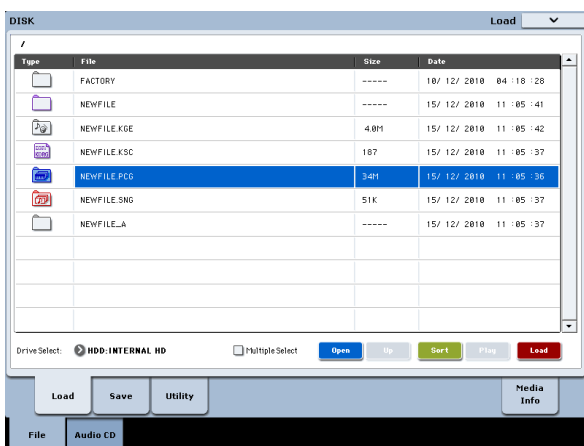 DISK Load
/
Type File Size Date
FACTORY ----- 10/ 12/ 2010 04 :18 :28
NEWFILE ----- 15/ 12/ 2010 11 :05 :41
NEWFILE.KGE 4.0M 15/ 12/ 2010 11 :05 :42
NEWFILE.KSC 187 15/ 12/ 2010 11 :05 :37
NEWFILE.PCG 34M 15/ 12/ 2010 11 :05 :36
NEWFILE.SNG 51K 15/ 12/ 2010 11 :05 :37
NEWFILE_A ----- 15/ 12/ 2010 11 :05 :37
Drive Select: HDD:INTERNAL HD Multiple Select Open Up Sort Play Load
Load Save Utility Media Info
File Audio CD